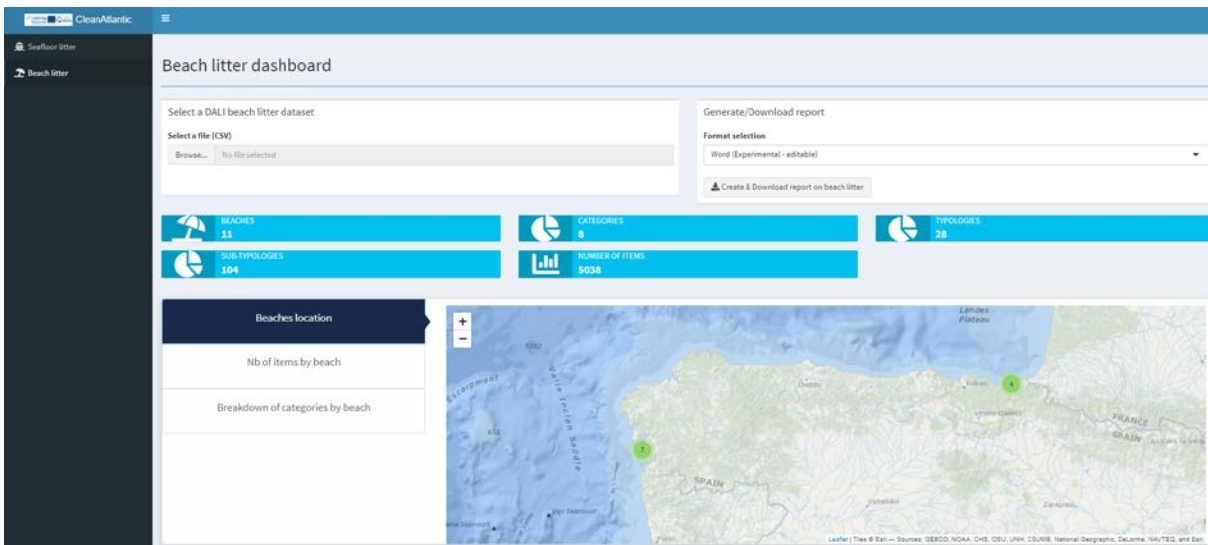 CleanAtlantic
Seafloor litter
Beach litter
Beach litter dashboard
Select a DALI beach litter dataset
Select a file (CSV)
Browse...
No file selected
Generate/Download report
Format selection
Word (Experimental - editable)
Create & Download report on beach litter
BEACHES
11
CATEGORIES
8
TYPOLOGIES
28
SUB-TYPOLOGIES
104
NUMBER OF ITEMS
5038
Beaches location
Nb of items by beach
Breakdown of categories by beach
+
−
Landes
Plateau
Escarpment
Valle Inclan Saddle
Oviedo
4
7
FRANCE
SPAIN
SPAIN
Valladolid
Zaragoza
Vigo Seamount
Leaflet | Tiles © Esri — Sources: GEBCO, NOAA, CHS, OSU, UNH, CSUMB, National Geographic, DeLorme, NAVTEQ, and Esri